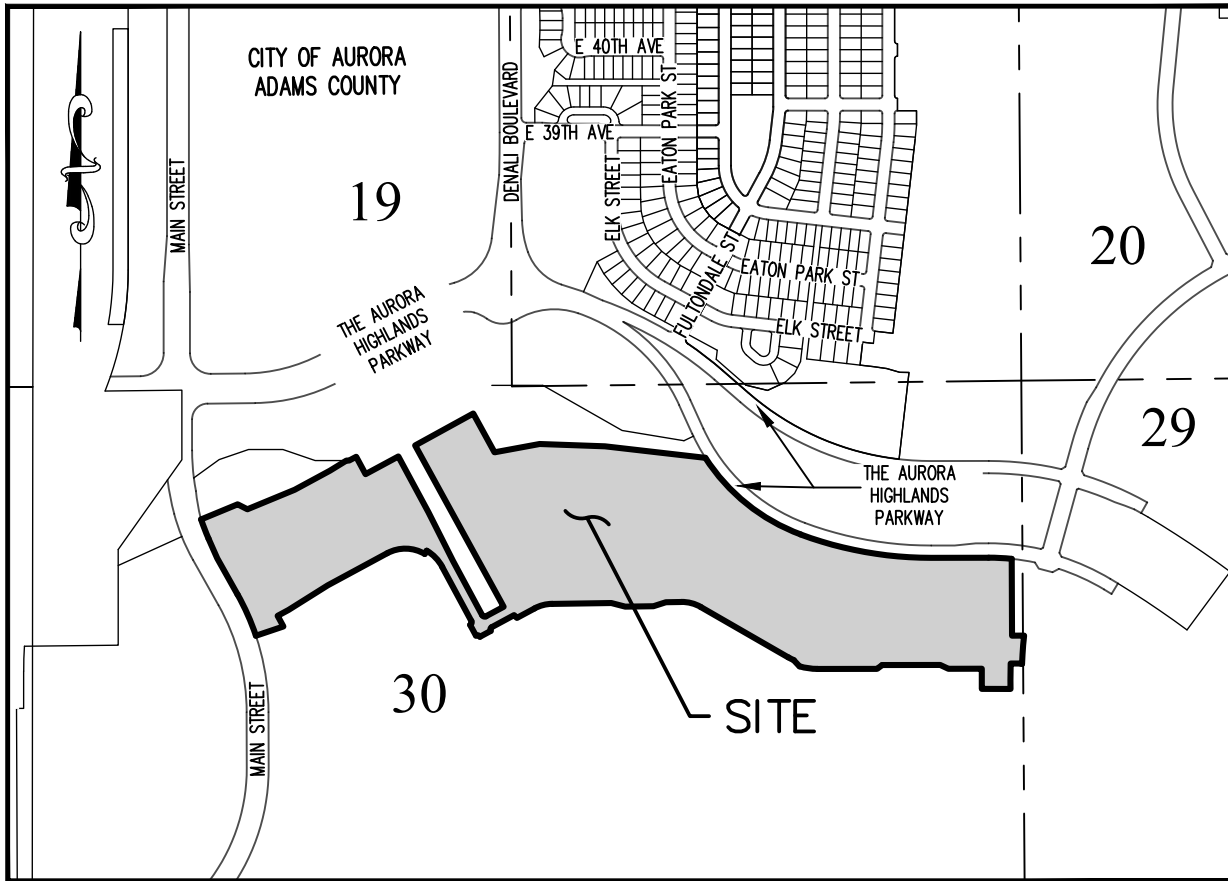 CITY OF AURORA
ADAMS COUNTY
E 40TH AVE
DENALI BOULEVARD
EATON PARK ST
E 39TH AVE
MAIN STREET
19
ELK STREET
20
FULTONDALE ST
EATON PARK ST
ELK STREET
THE AURORA
HIGHLANDS
PARKWAY
29
THE AURORA
HIGHLANDS
PARKWAY
30
SITE
MAIN STREET